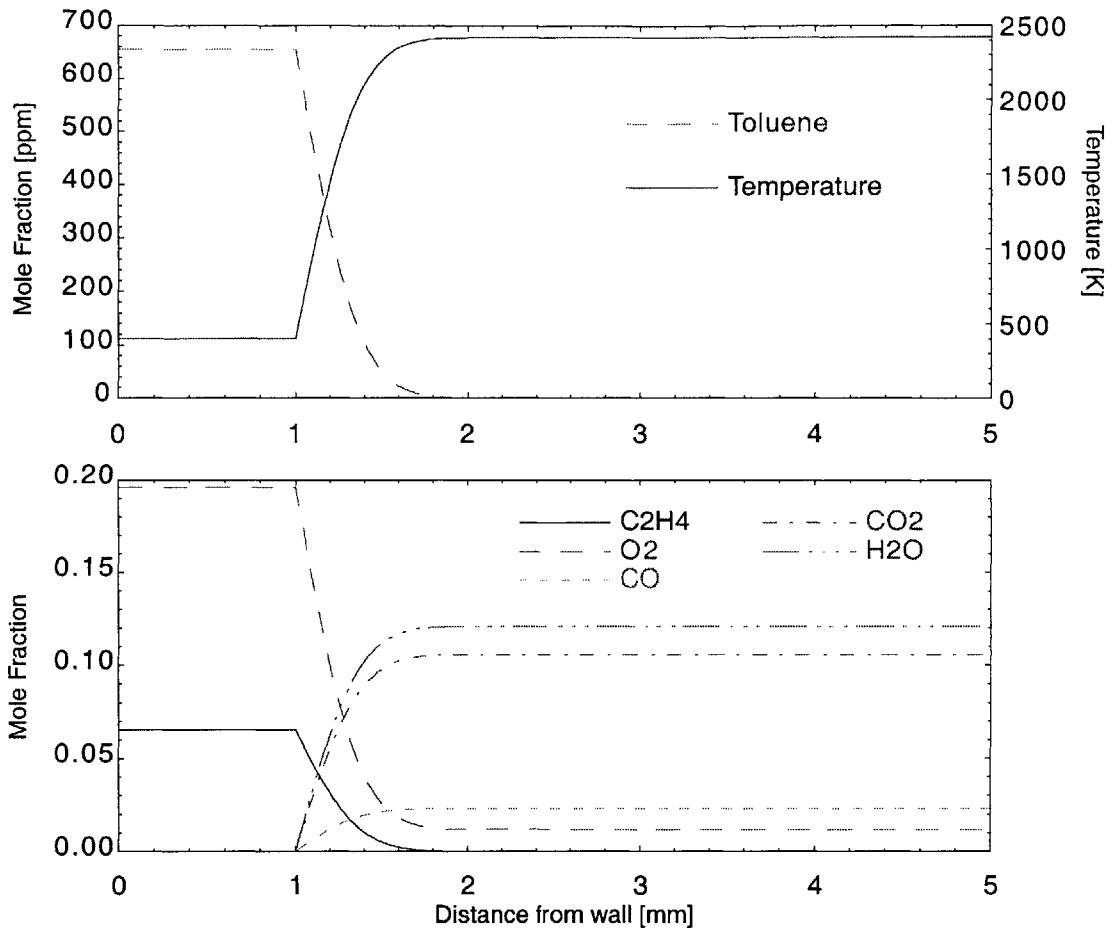 700
600
500
400
300
200
100
0
Mole Fraction [ppm]
Toluene
Temperature
2500
2000
1500
1000
500
0
Temperature [K]
0 1 2 3 4 5
0.20
0.15
0.10
0.05
0.00
Mole Fraction
C2H4
O2
CO
CO2
H2O
0 1 2 3 4 5
Distance from wall [mm]